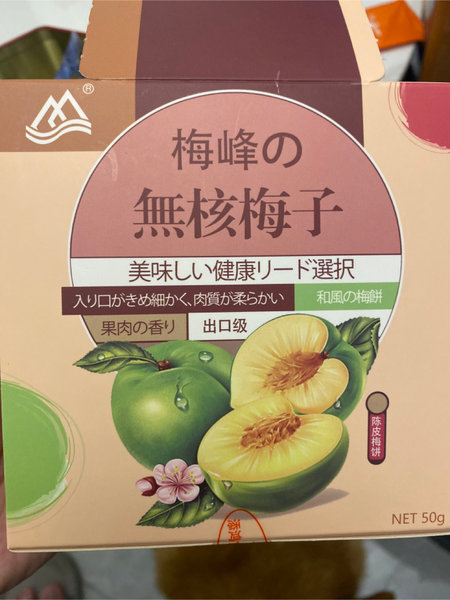 ®
梅峰の
無核梅子
美味しい健康リード選択
入り口がきめ細かく、肉質が柔らかい
和風の梅餅
果肉の香り
出口级
陈皮梅饼
NET 50g